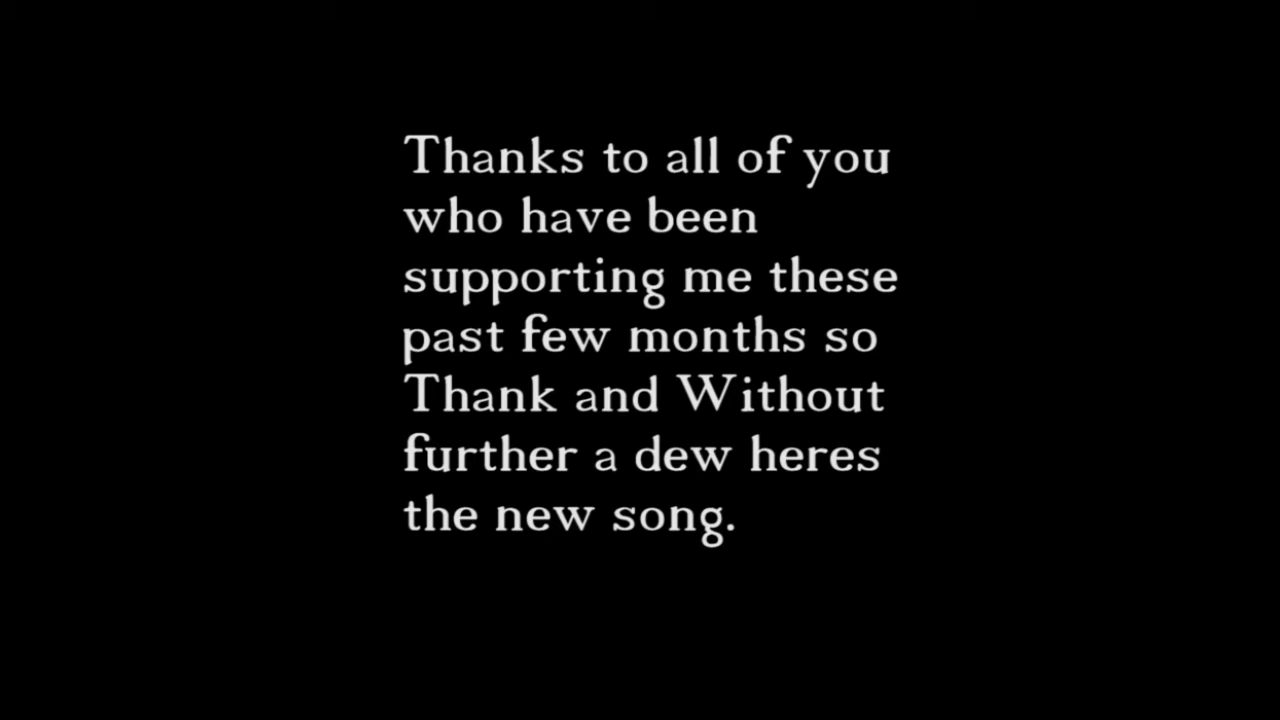 Thanks to all of you
who have been
supporting me these
past few months so
Thank and Without
further a dew heres
the new song.